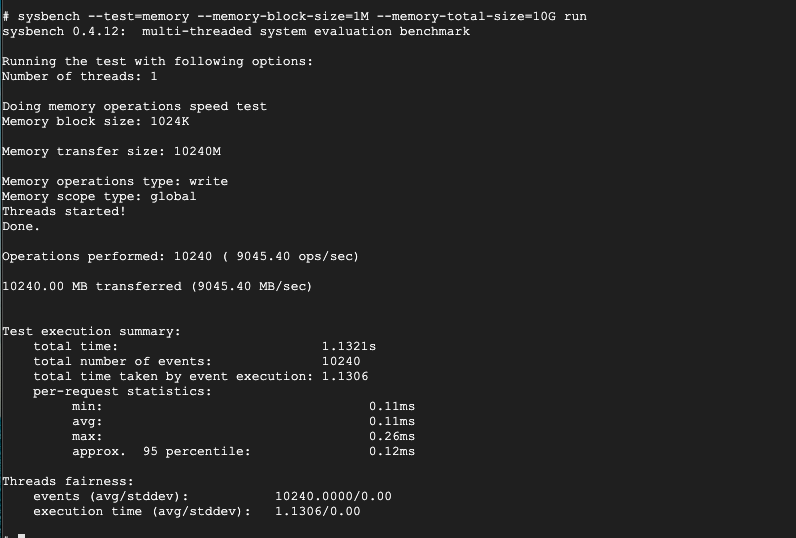 # sysbench --test=memory --memory-block-size=1M --memory-total-size=10G run
sysbench 0.4.12:  multi-threaded system evaluation benchmark
Running the test with following options:
Number of threads: 1
Doing memory operations speed test
Memory block size: 1024K
Memory transfer size: 10240M
Memory operations type: write
Memory scope type: global
Threads started!
Done.
Operations performed: 10240 ( 9045.40 ops/sec)
10240.00 MB transferred (9045.40 MB/sec)
Test execution summary:
    total time:                          1.1321s
    total number of events:              10240
    total time taken by event execution: 1.1306
    per-request statistics:
         min:                                  0.11ms
         avg:                                  0.11ms
         max:                                  0.26ms
         approx.  95 percentile:               0.12ms
Threads fairness:
    events (avg/stddev):           10240.0000/0.00
    execution time (avg/stddev):   1.1306/0.00